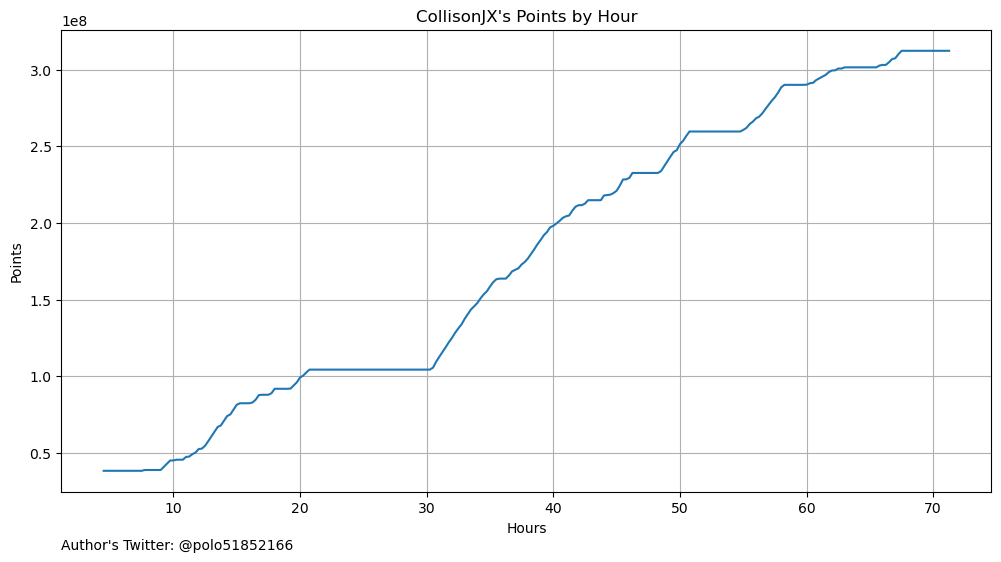 CollisonJX's Points by Hour
1e8
3.0
2.5
2.0
1.5
1.0
0.5
Points
10 20 30 40 50 60 70
Hours
Author's Twitter: @polo51852166